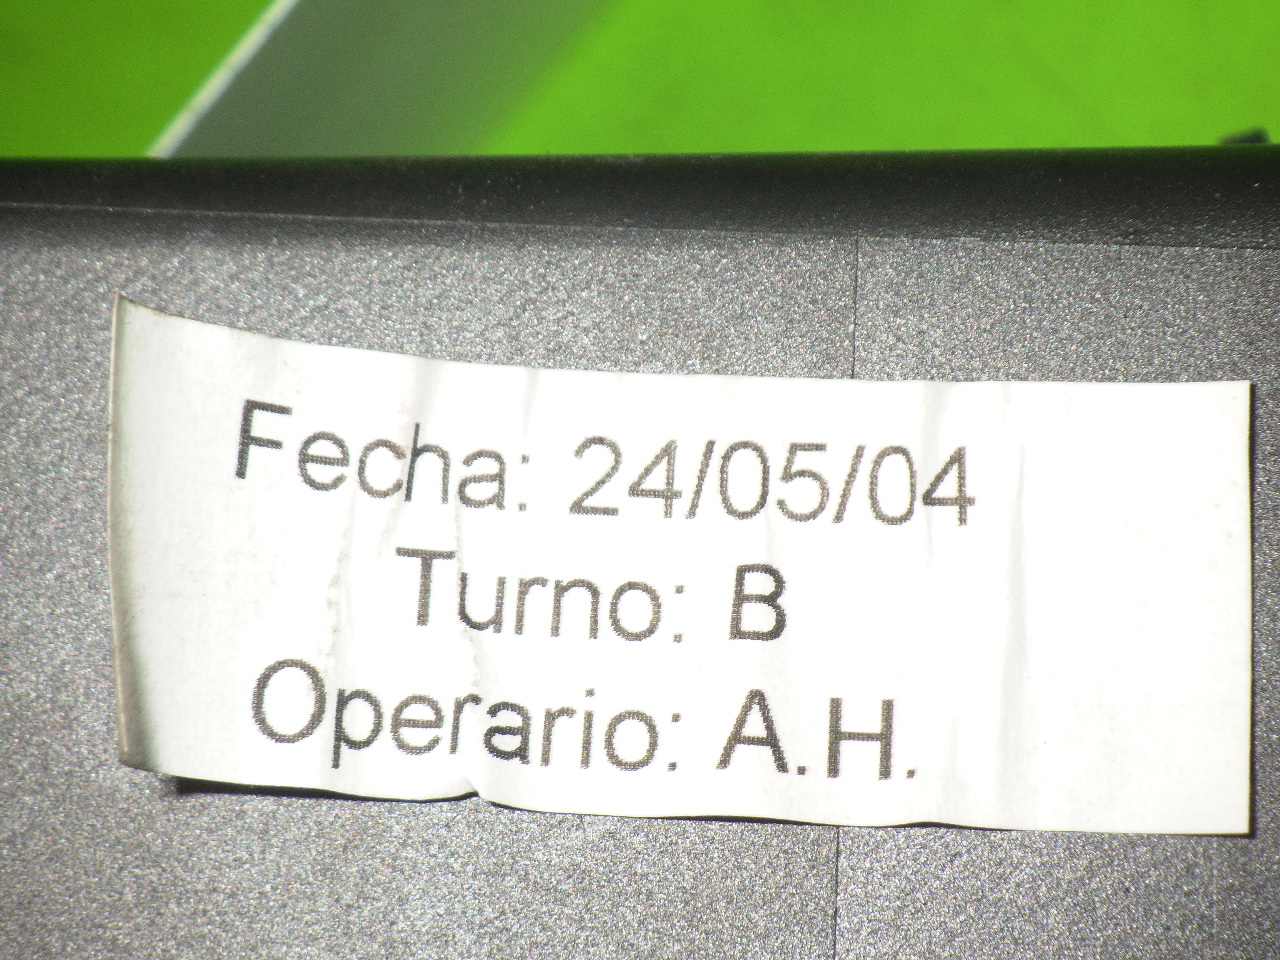 Fecha: 24/05/04
Turno: B
Operario: A.H.